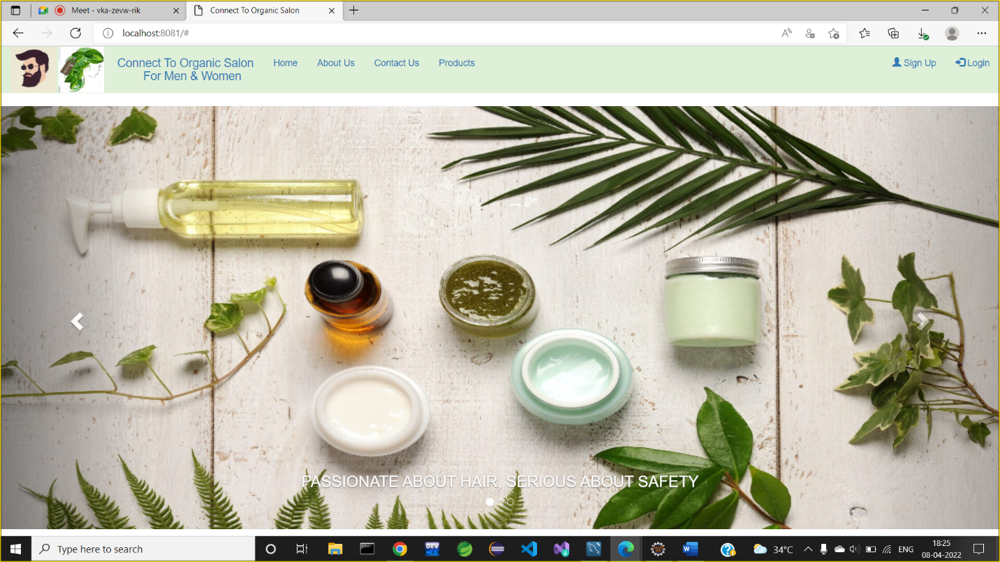 Meet - vka-zevw-rik
Connect To Organic Salon
localhost:8081/#
Connect To Organic Salon
For Men & Women
Home
About Us
Contact Us
Products
Sign Up
Login
PASSIONATE ABOUT HAIR, SERIOUS ABOUT SAFETY
Type here to search
DEV
34°C
ENG
18:25
08-04-2022